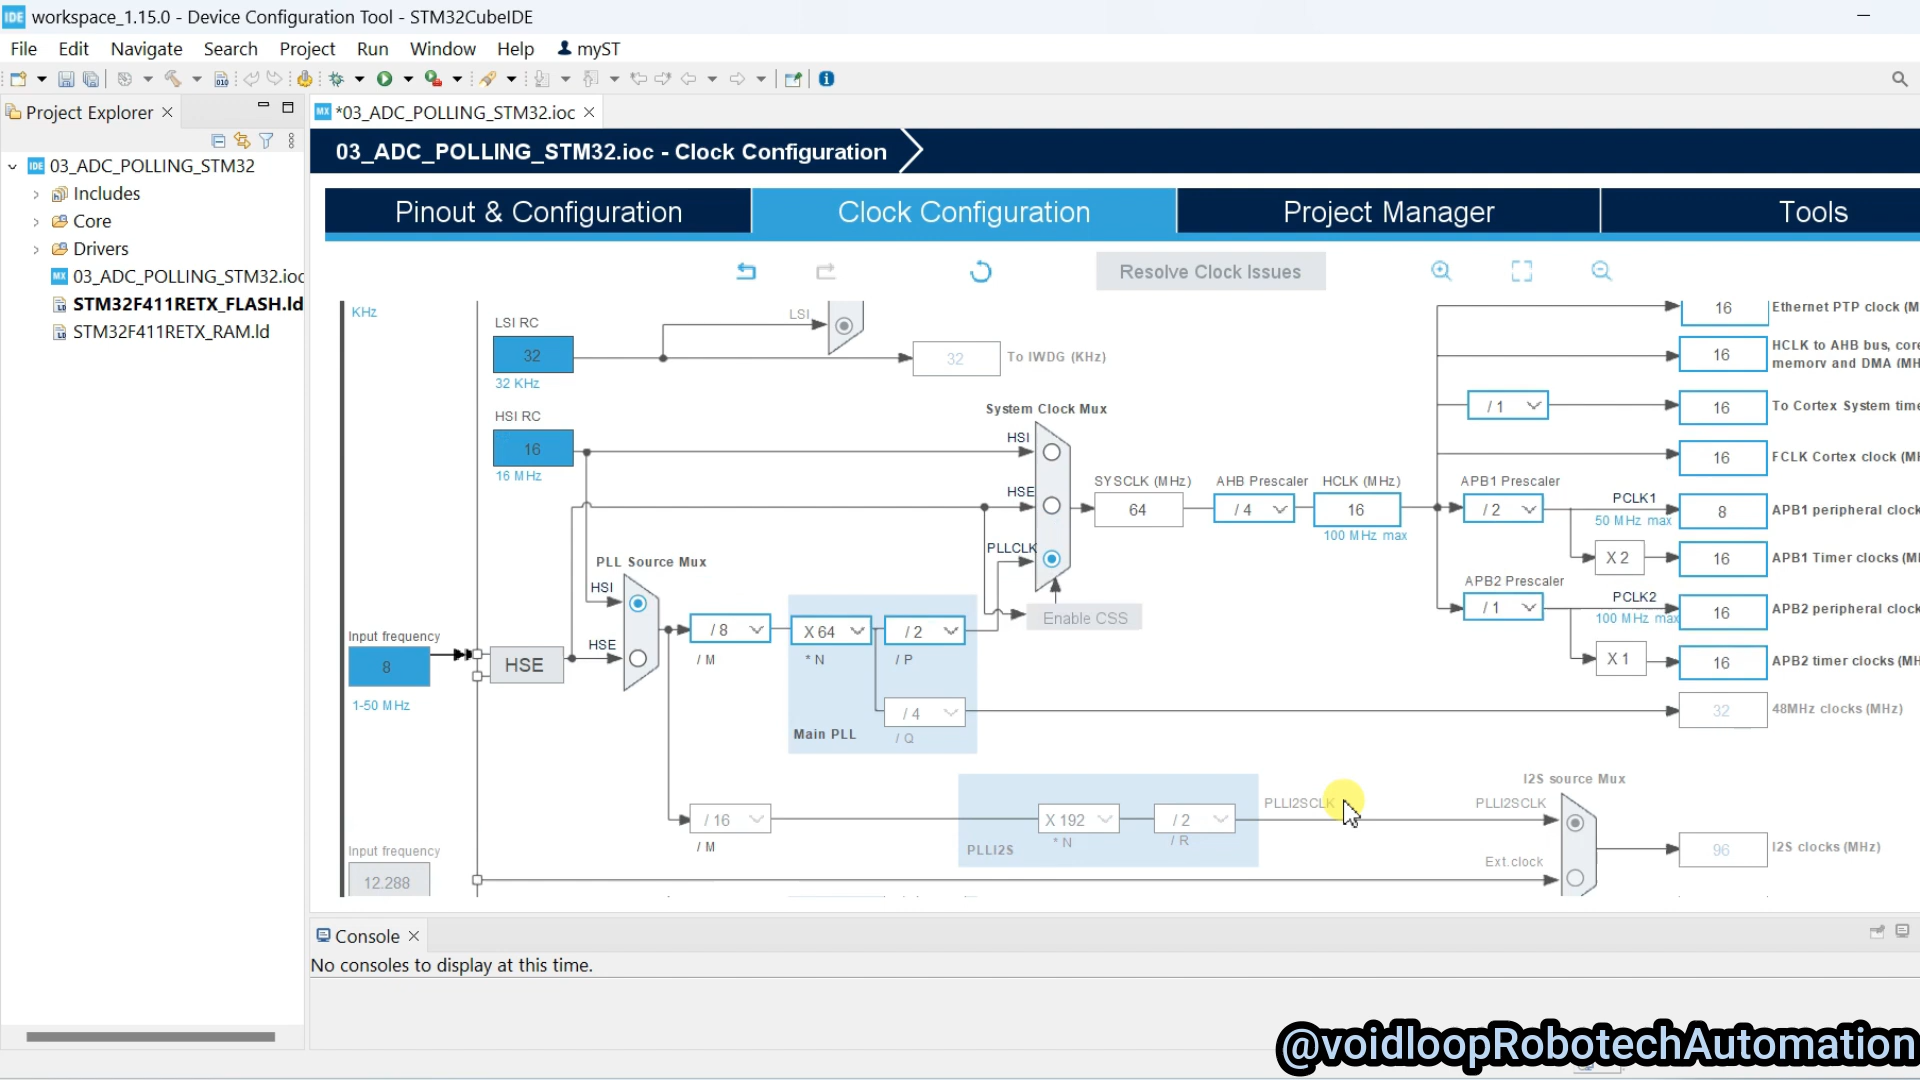 IDE workspace_1.15.0 - Device Configuration Tool - STM32CubeIDE
File Edit Navigate Search Project Run Window Help myST
Project Explorer
MX *03_ADC_POLLING_STM32.ioc
03_ADC_POLLING_STM32.ioc - Clock Configuration
IDE 03_ADC_POLLING_STM32
Includes
Core
Drivers
MX 03_ADC_POLLING_STM32.ioc
STM32F411RETX_FLASH.ld
STM32F411RETX_RAM.ld
Pinout & Configuration Clock Configuration Project Manager Tools
Resolve Clock Issues
KHz
LSI RC
32
32 KHz
LSI
32 To IWDG (KHz)
HSI RC
16
16 MHz
System Clock Mux
HSI
HSE
PLLCLK
Enable CSS
SYSCLK (MHz)
64
AHB Prescaler
/ 4
HCLK (MHz)
16
100 MHz max
PLL Source Mux
HSI
HSE
Input frequency
8
1-50 MHz
HSE
/ 8
/ M
X 64
* N
/ 2
/ P
/ 4
/ Q
Main PLL
16 Ethernet PTP clock (M
16 HCLK to AHB bus, core
memory and DMA (MH
/ 1
16 To Cortex System time
16 FCLK Cortex clock (MH
APB1 Prescaler
/ 2
PCLK1
50 MHz max
8 APB1 peripheral clock
X 2
16 APB1 Timer clocks (MH
APB2 Prescaler
/ 1
PCLK2
100 MHz max
16 APB2 peripheral clock
X 1
16 APB2 timer clocks (MH
32 48MHz clocks (MHz)
/ 16
/ M
X 192
* N
/ 2
/ R
PLLI2S
PLLI2SCLK
I2S source Mux
PLLI2SCLK
Ext.clock
96 I2S clocks (MHz)
Input frequency
12.288
Console
No consoles to display at this time.
@voidloopRobotechAutomation